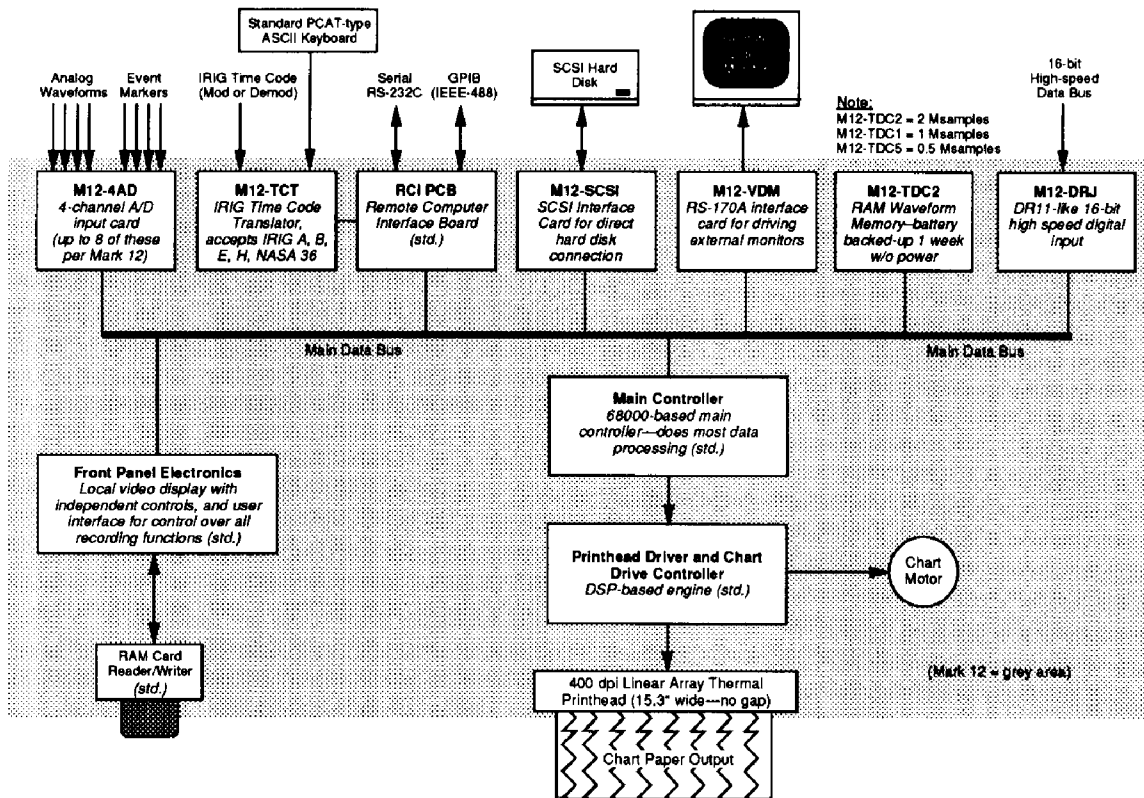 Standard PCAT-type
ASCII Keyboard
Analog
Waveforms
Event
Markers
IRIG Time Code
(Mod or Demod)
Serial
RS-232C
GPIB
(IEEE-488)
SCSI Hard
Disk
Note:
M12-TDC2 = 2 Msamples
M12-TDC1 = 1 Msamples
M12-TDC5 = 0.5 Msamples
16-bit
High-speed
Data Bus
M12-4AD
4-channel A/D
input card
(up to 8 of these
per Mark 12)
M12-TCT
IRIG Time Code
Translator,
accepts IRIG A, B,
E, H, NASA 36
RCI PCB
Remote Computer
Interface Board
(std.)
M12-SCSI
SCSI Interface
Card for direct
hard disk
connection
M12-VDM
RS-170A interface
card for driving
external monitors
M12-TDC2
RAM Waveform
Memory—battery
backed-up 1 week
w/o power
M12-DRJ
DR11-like 16-bit
high speed digital
input
Main Data Bus
Main Data Bus
Main Controller
68000-based main
controller—does most data
processing (std.)
Front Panel Electronics
Local video display with
independent controls, and user
interface for control over all
recording functions (std.)
Printhead Driver and Chart
Drive Controller
DSP-based engine (std.)
Chart
Motor
RAM Card
Reader/Writer
(std.)
400 dpi Linear Array Thermal
Printhead (15.3" wide—no gap)
(Mark 12 = grey area)
Chart Paper Output